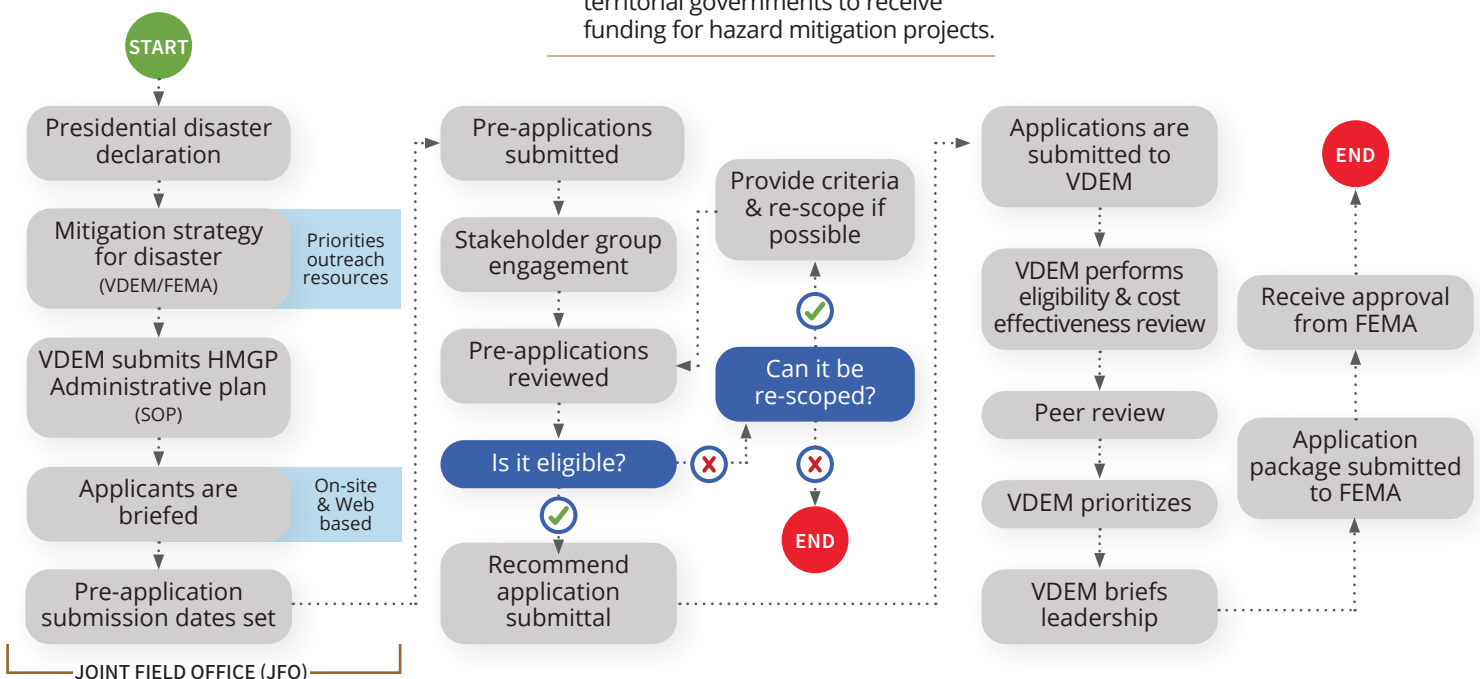 territorial governments to receive
funding for hazard mitigation projects.
START
Presidential disaster
declaration
Mitigation strategy
for disaster
(VDEM/FEMA)
Priorities
outreach
resources
VDEM submits HMGP
Administrative plan
(SOP)
Applicants are
briefed
On-site
& Web
based
Pre-application
submission dates set
JOINT FIELD OFFICE (JFO)
Pre-applications
submitted
Stakeholder group
engagement
Pre-applications
reviewed
Is it eligible?
Recommend
application
submittal
Provide criteria
& re-scope if
possible
Can it be
re-scoped?
END
Applications are
submitted to
VDEM
VDEM performs
eligibility & cost
effectiveness review
Peer review
VDEM prioritizes
VDEM briefs
leadership
Application
package submitted
to FEMA
Receive approval
from FEMA
END